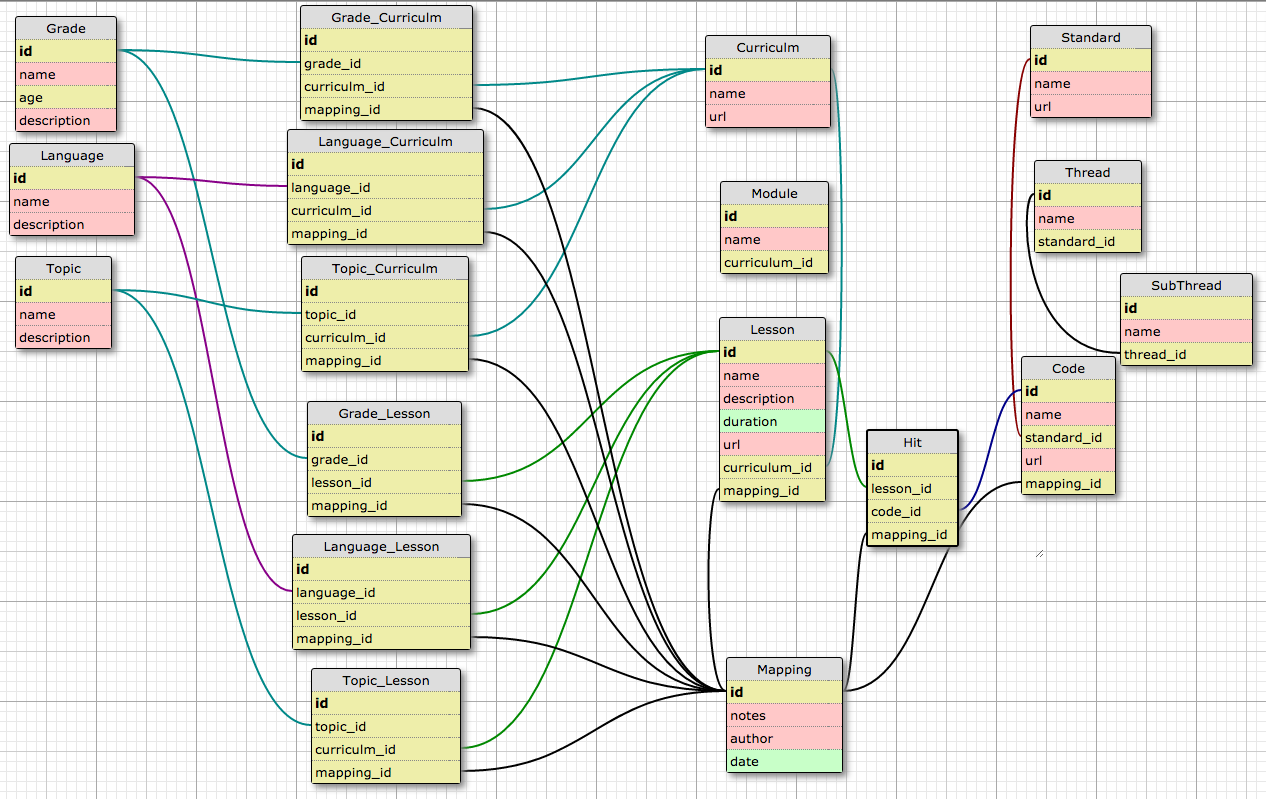 Grade
id
name
age
description
Language
id
name
description
Topic
id
name
description
Grade_Curriculm
id
grade_id
curriculm_id
mapping_id
Language_Curriculm
id
language_id
curriculm_id
mapping_id
Topic_Curriculm
id
topic_id
curriculm_id
mapping_id
Grade_Lesson
id
grade_id
lesson_id
mapping_id
Language_Lesson
id
language_id
lesson_id
mapping_id
Topic_Lesson
id
topic_id
curriculm_id
mapping_id
Curriculm
id
name
url
Module
id
name
curriculum_id
Lesson
id
name
description
duration
url
curriculum_id
mapping_id
Mapping
id
notes
author
date
Hit
id
lesson_id
code_id
mapping_id
Standard
id
name
url
Thread
id
name
standard_id
SubThread
id
name
thread_id
Code
id
name
standard_id
url
mapping_id